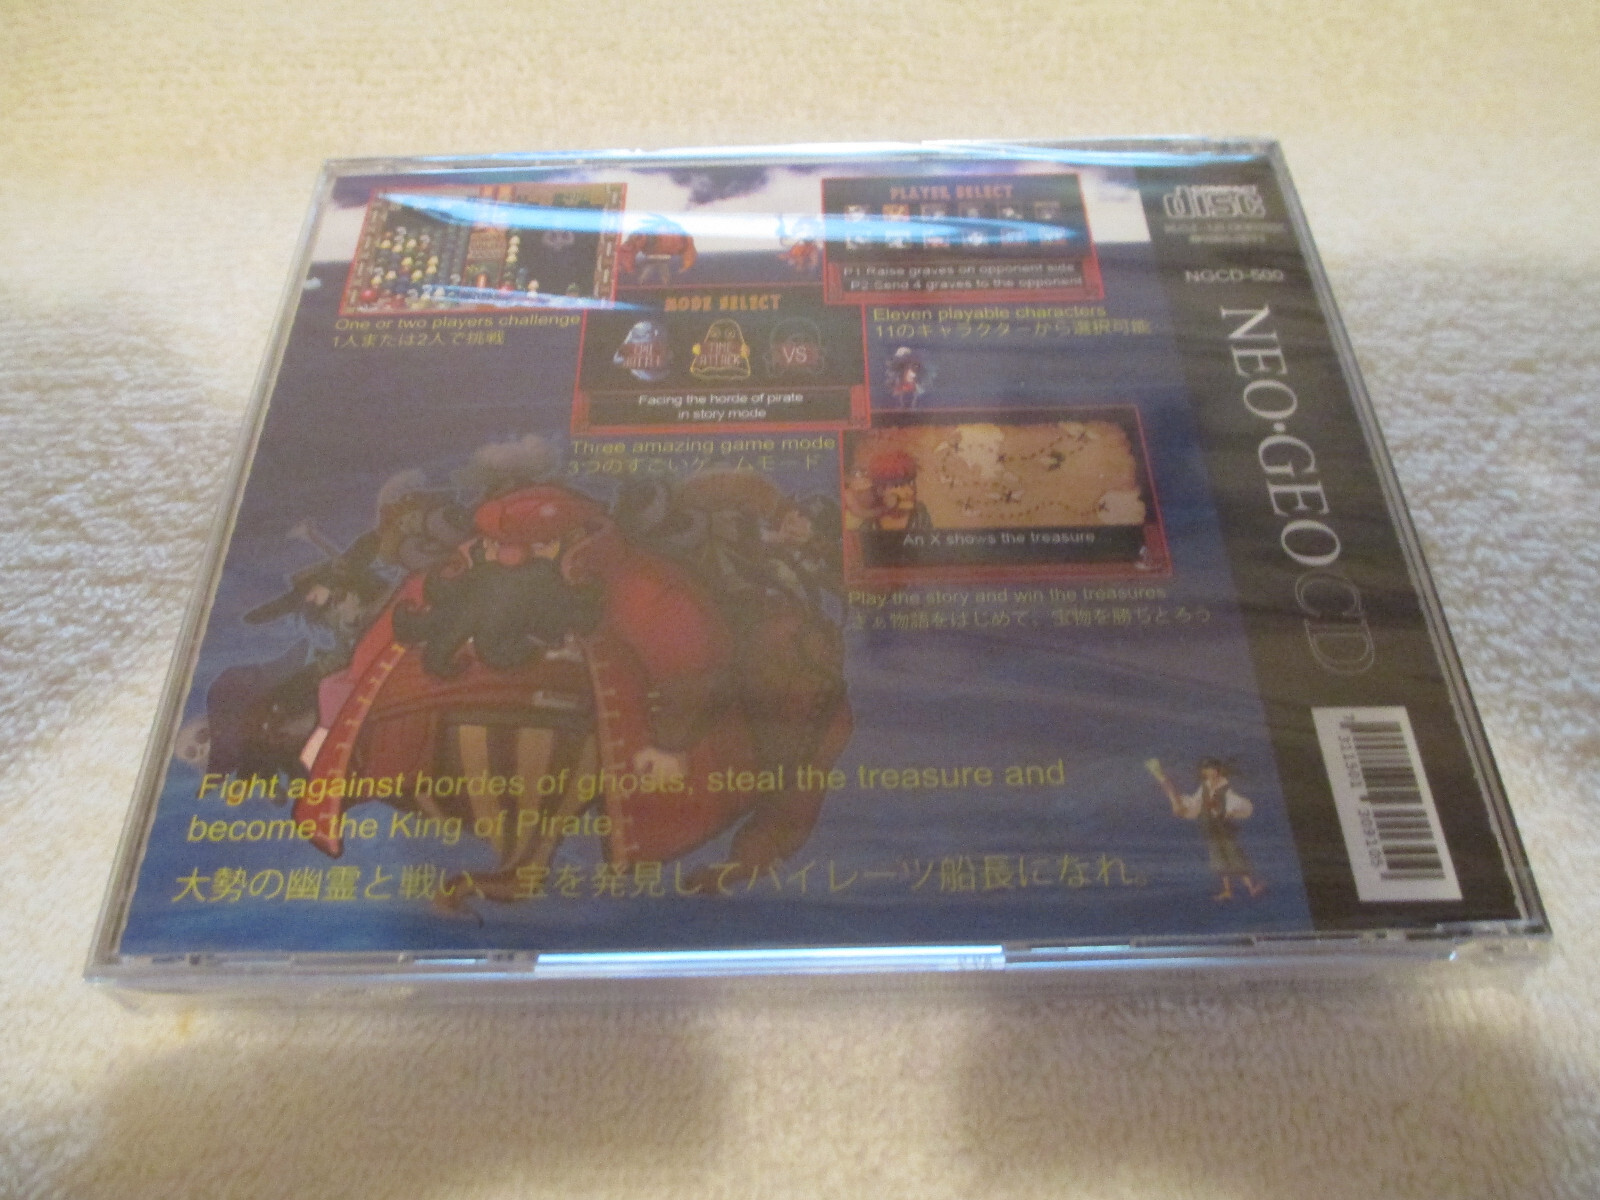 PLAYER SELECT
P1 Raise graves on opponent side
P2 Send 4 graves to the opponent
One or two players challenge
1人または2人で挑戦
MODE SELECT
TIME ATTACK
VS
Facing the horde of pirate
in story mode
Eleven playable characters
11のキャラクターから選択可能
Three amazing game mode
3つのすごいゲームモード
An X shows the treasure...
Play the story and win the treasures
さぁ物語をはじめて、宝物を勝ちとろう
Fight against hordes of ghosts, steal the treasure and
become the King of Pirate.
大勢の幽霊と戦い、宝を発見してパイレーツ船長になれ。
COMPACT
disc
NGCD-500
NEO·GEO CD